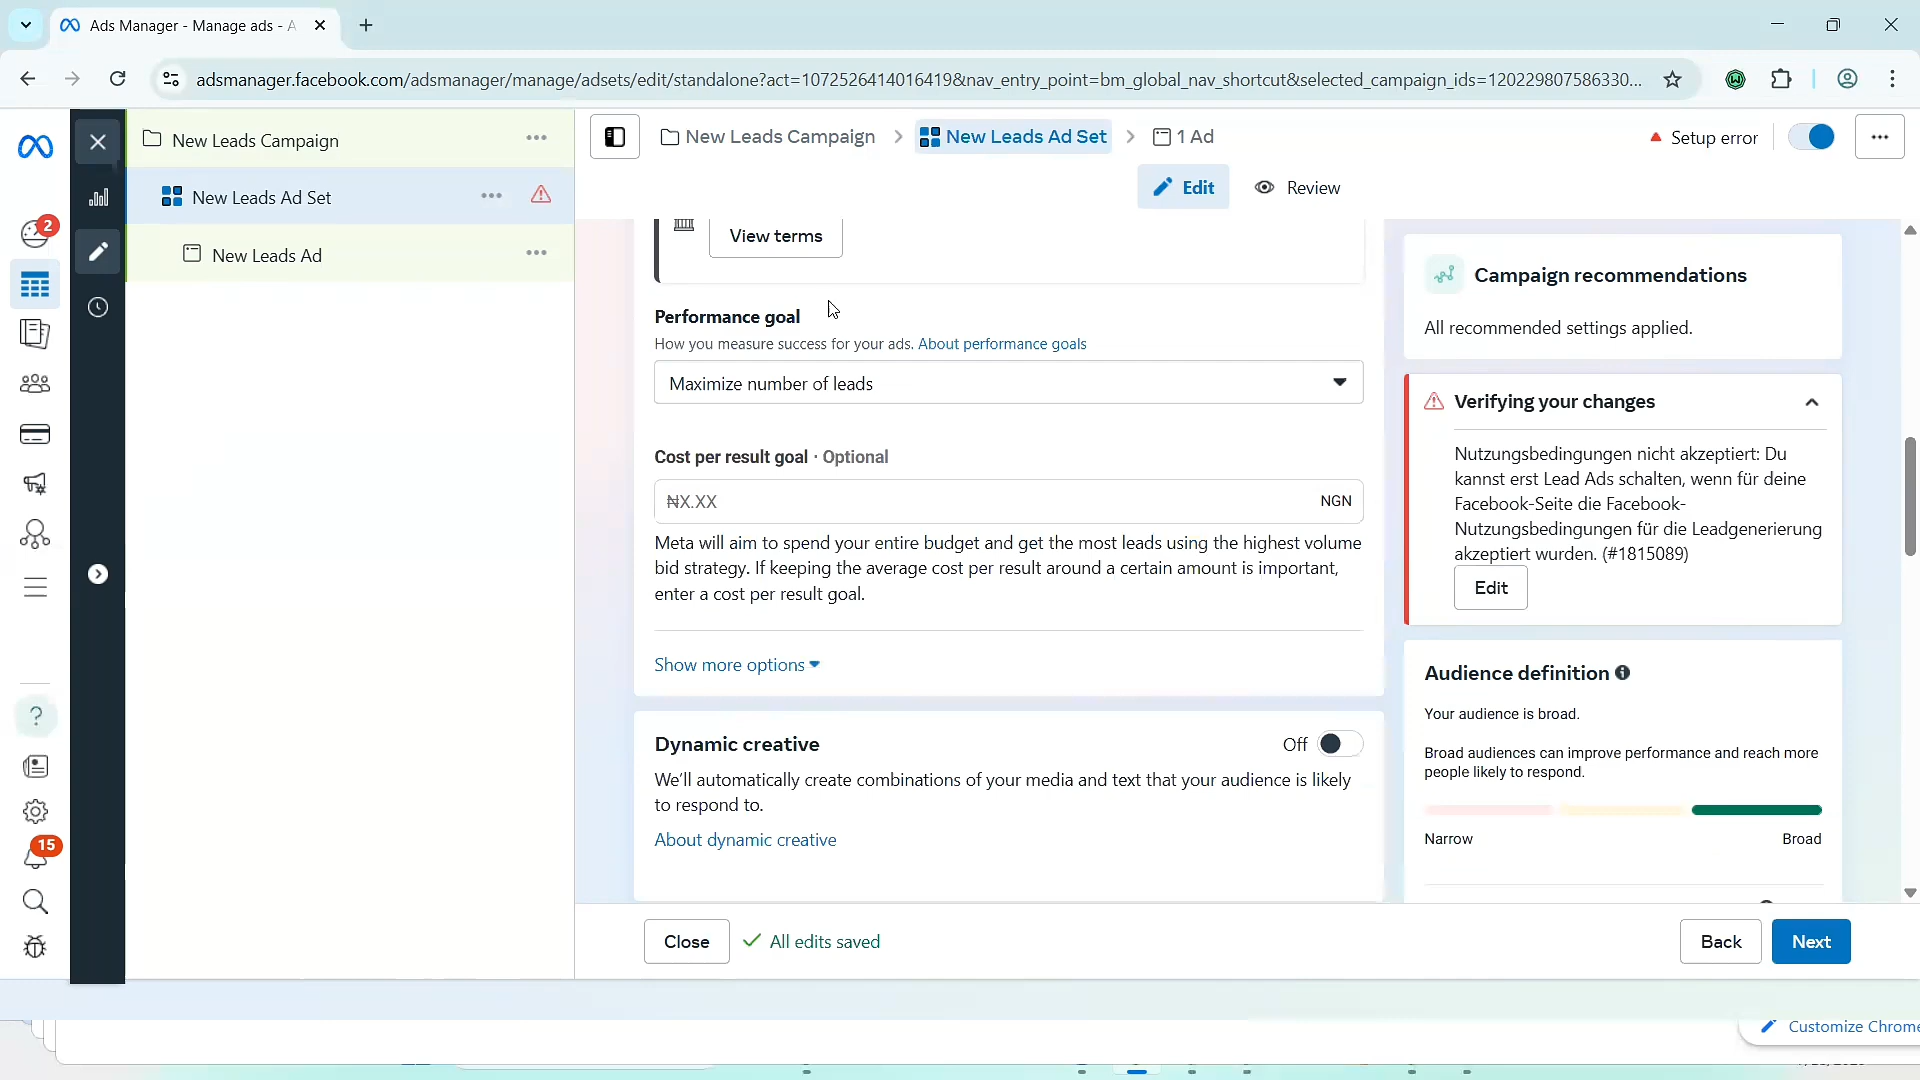 Ads Manager - Manage ads - A
adsmanager.facebook.com/adsmanager/manage/adsets/edit/standalone?act=1072526414016419&nav_entry_point=bm_global_nav_shortcut&selected_campaign_ids=120229807586330...
New Leads Campaign
New Leads Ad Set
New Leads Ad
2
15
New Leads Campaign
New Leads Ad Set
1 Ad
Setup error
Edit
Review
View terms
Performance goal
How you measure success for your ads. About performance goals
Maximize number of leads
Cost per result goal · Optional
₦X.XX
NGN
Meta will aim to spend your entire budget and get the most leads using the highest volume
bid strategy. If keeping the average cost per result around a certain amount is important,
enter a cost per result goal.
Show more options
Dynamic creative
Off
We'll automatically create combinations of your media and text that your audience is likely
to respond to.
About dynamic creative
Campaign recommendations
All recommended settings applied.
Verifying your changes
Nutzungsbedingungen nicht akzeptiert: Du
kannst erst Lead Ads schalten, wenn für deine
Facebook-Seite die Facebook-
Nutzungsbedingungen für die Leadgenerierung
akzeptiert wurden. (#1815089)
Edit
Audience definition
Your audience is broad.
Broad audiences can improve performance and reach more
people likely to respond.
Narrow
Broad
Close
All edits saved
Back
Next
Customize Chrome